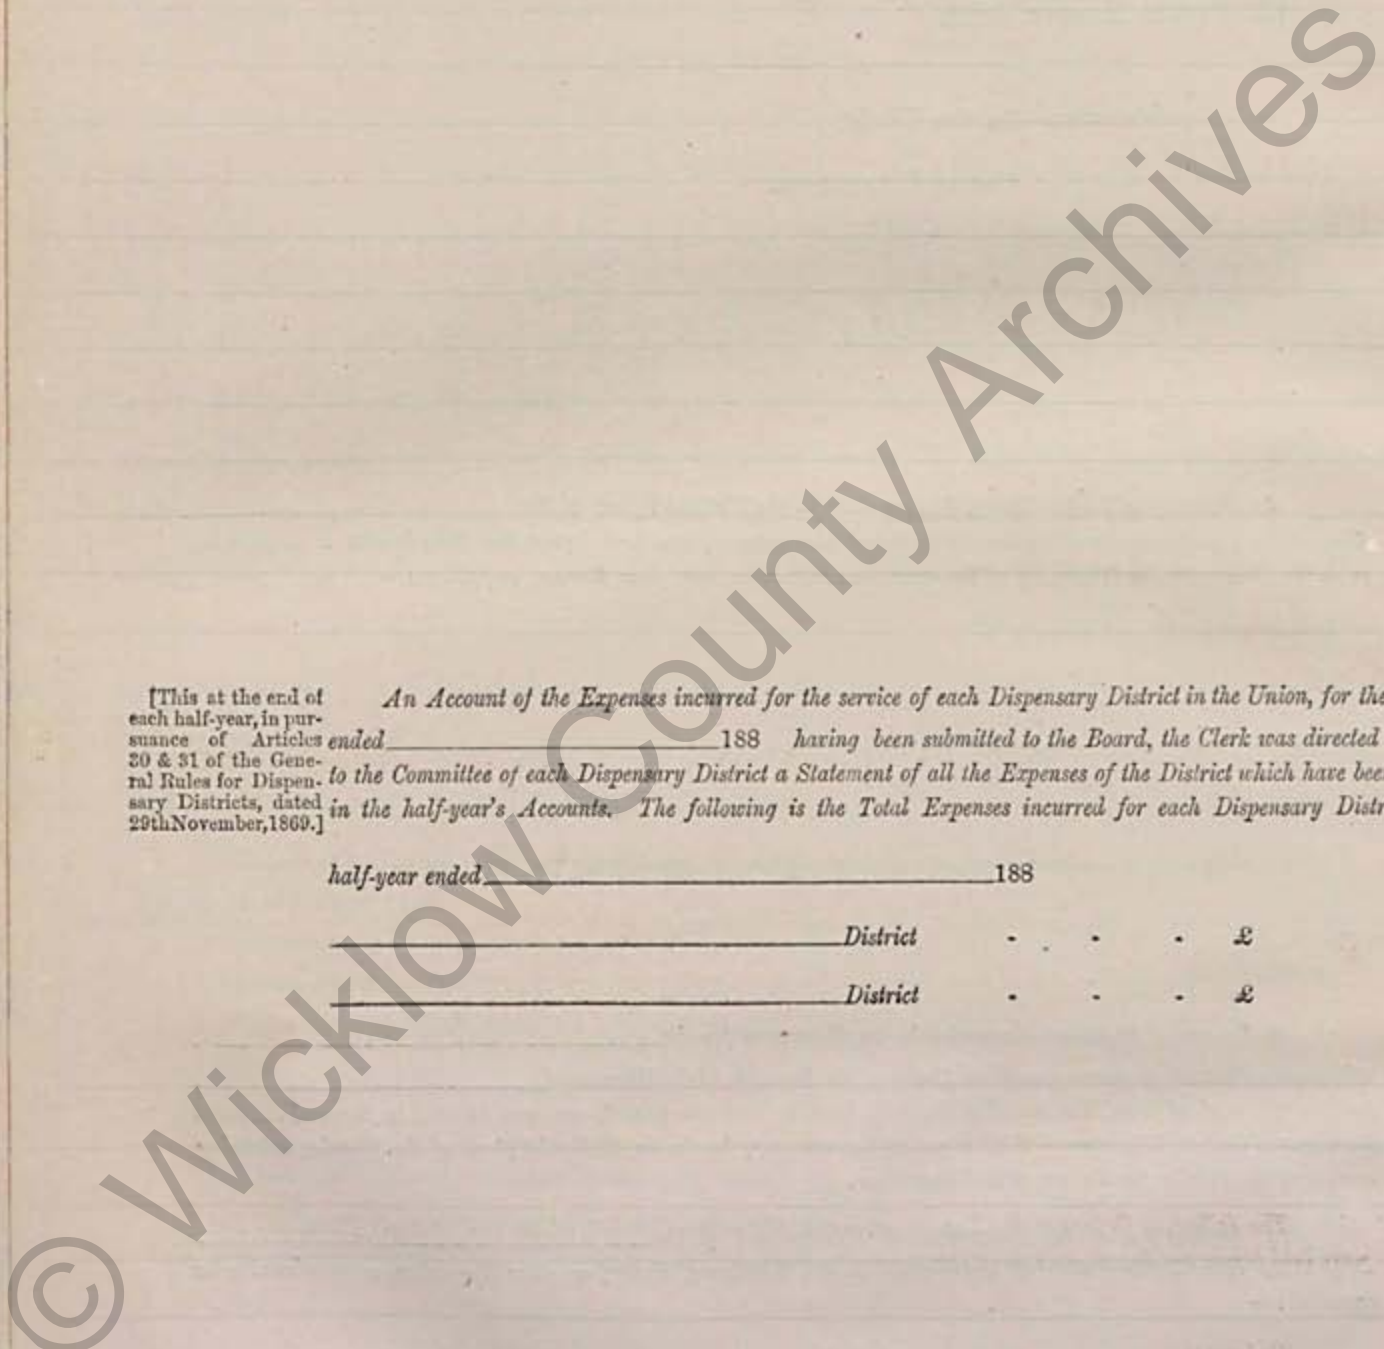 [This at the end of
each half-year, in pur-
suance of Articles
30 & 31 of the Gene-
ral Rules for Dispen-
sary Districts, dated
29thNovember,1869.]
An Account of the Expenses incurred for the service of each Dispensary District in the Union, for the
ended 188 having been submitted to the Board, the Clerk was directed
to the Committee of each Dispensary District a Statement of all the Expenses of the District which have bee
in the half-year's Accounts. The following is the Total Expenses incurred for each Dispensary Distr
half-year ended 188
District - - - £
District - - - £
© Wicklow County Archives